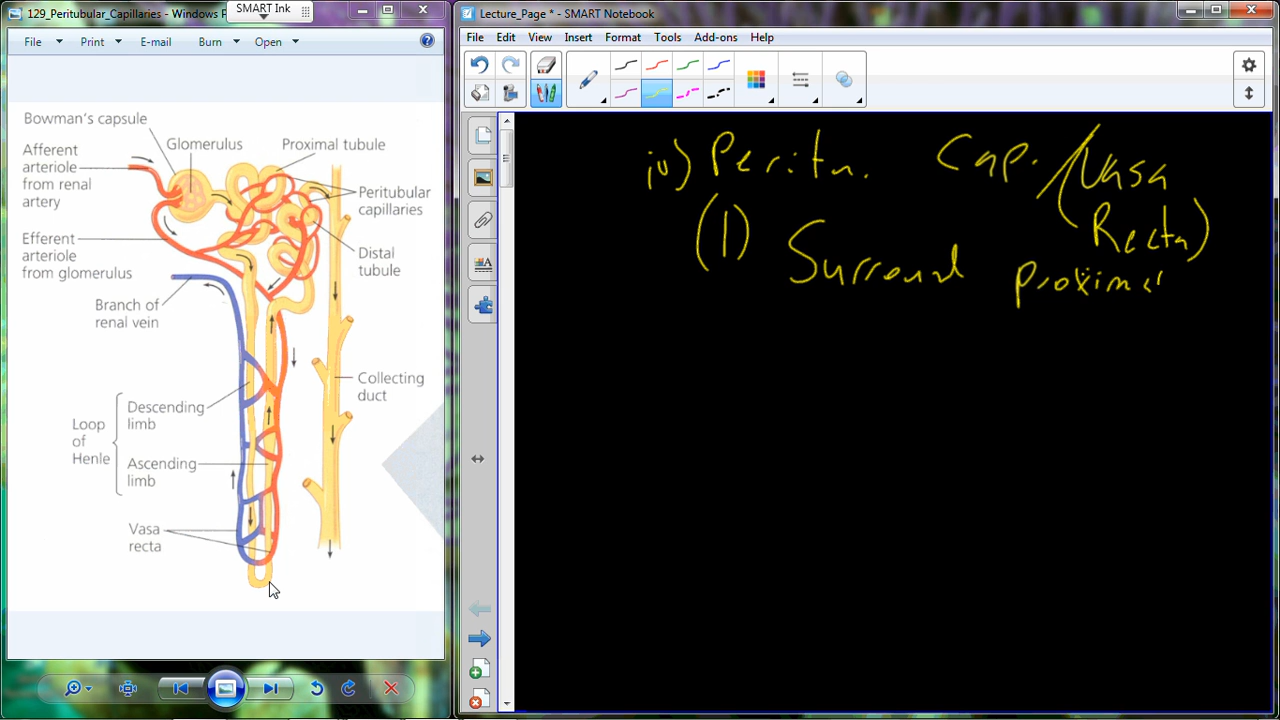 129_Peritubular_Capillaries - Windows P
SMART Ink
File Print E-mail Burn Open
Bowman's capsule
Glomerulus
Proximal tubule
Afferent
arteriole
from renal
artery
Peritubular
capillaries
Efferent
arteriole
from glomerulus
Distal
tubule
Branch of
renal vein
Collecting
duct
Descending
limb
Loop
of
Henle
Ascending
limb
Vasa
recta
Lecture_Page * - SMART Notebook
File Edit View Insert Format Tools Add-ons Help
iv) Peritu. Cap. / (Vasa
Recta)
(1) Surround proximal